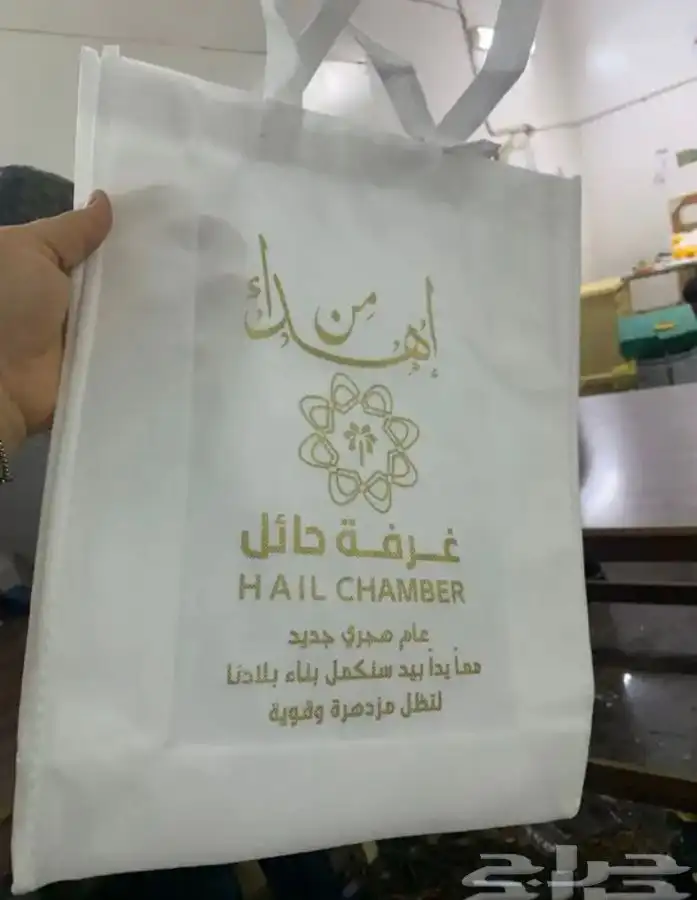 إهداء من
غرفة حائل
HAIL CHAMBER
عام هجري جديد
معاً يداً بيد سنكمل بناء بلادنا
لتظل مزدهرة وقوية
حراج